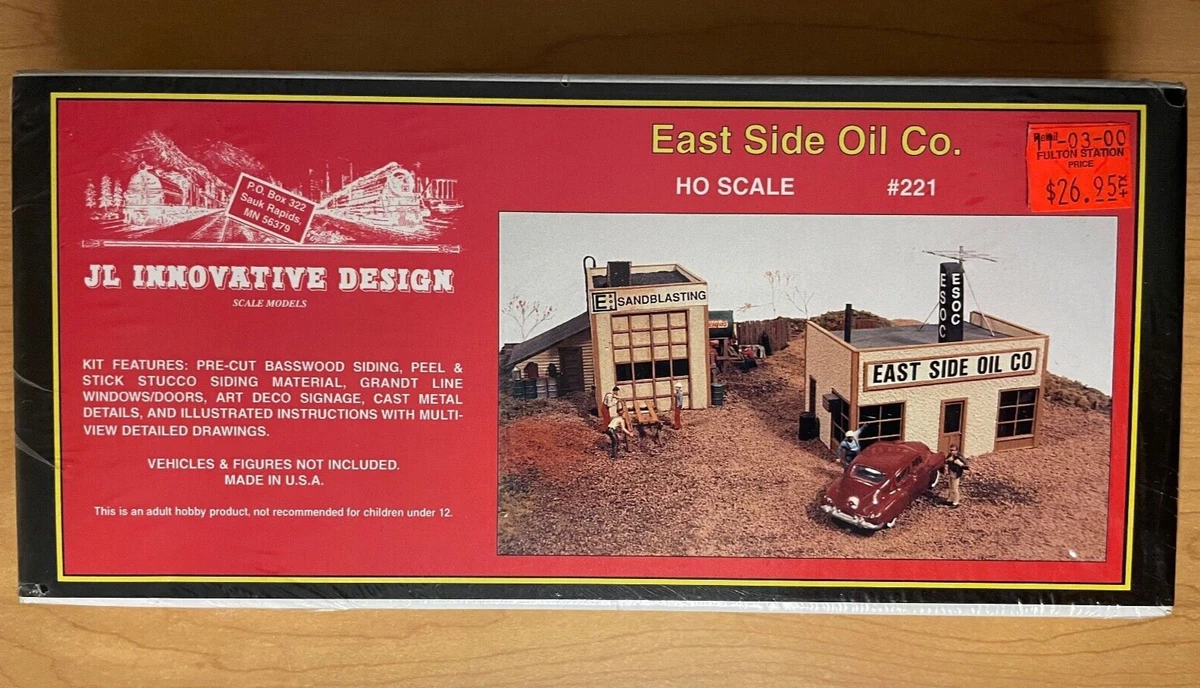 P.O. Box 322
Sauk Rapids,
MN 56379
JL INNOVATIVE DESIGN
SCALE MODELS
KIT FEATURES: PRE-CUT BASSWOOD SIDING, PEEL &
STICK STUCCO SIDING MATERIAL, GRANDT LINE
WINDOWS/DOORS, ART DECO SIGNAGE, CAST METAL
DETAILS, AND ILLUSTRATED INSTRUCTIONS WITH MULTI-
VIEW DETAILED DRAWINGS.
VEHICLES & FIGURES NOT INCLUDED.
MADE IN U.S.A.
This is an adult hobby product, not recommended for children under 12.
East Side Oil Co.
HO SCALE #221
11-03-00
FULTON STATION
PRICE
$26.95
SANDBLASTING
ESOC
ESOC
EAST SIDE OIL CO